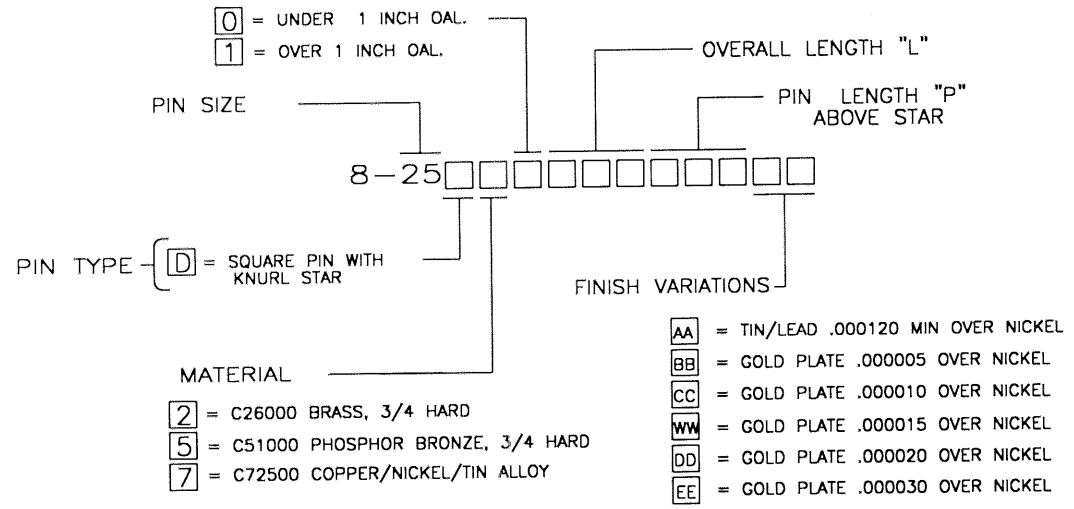 0 = UNDER 1 INCH OAL.
1 = OVER 1 INCH OAL.
OVERALL LENGTH "L"
PIN SIZE
PIN LENGTH "P"
ABOVE STAR
8-25
PIN TYPE
D = SQUARE PIN WITH
KNURL STAR
FINISH VARIATIONS
AA = TIN/LEAD .000120 MIN OVER NICKEL
BB = GOLD PLATE .000005 OVER NICKEL
CC = GOLD PLATE .000010 OVER NICKEL
WW = GOLD PLATE .000015 OVER NICKEL
DD = GOLD PLATE .000020 OVER NICKEL
EE = GOLD PLATE .000030 OVER NICKEL
MATERIAL
2 = C26000 BRASS, 3/4 HARD
5 = C51000 PHOSPHOR BRONZE, 3/4 HARD
7 = C72500 COPPER/NICKEL/TIN ALLOY